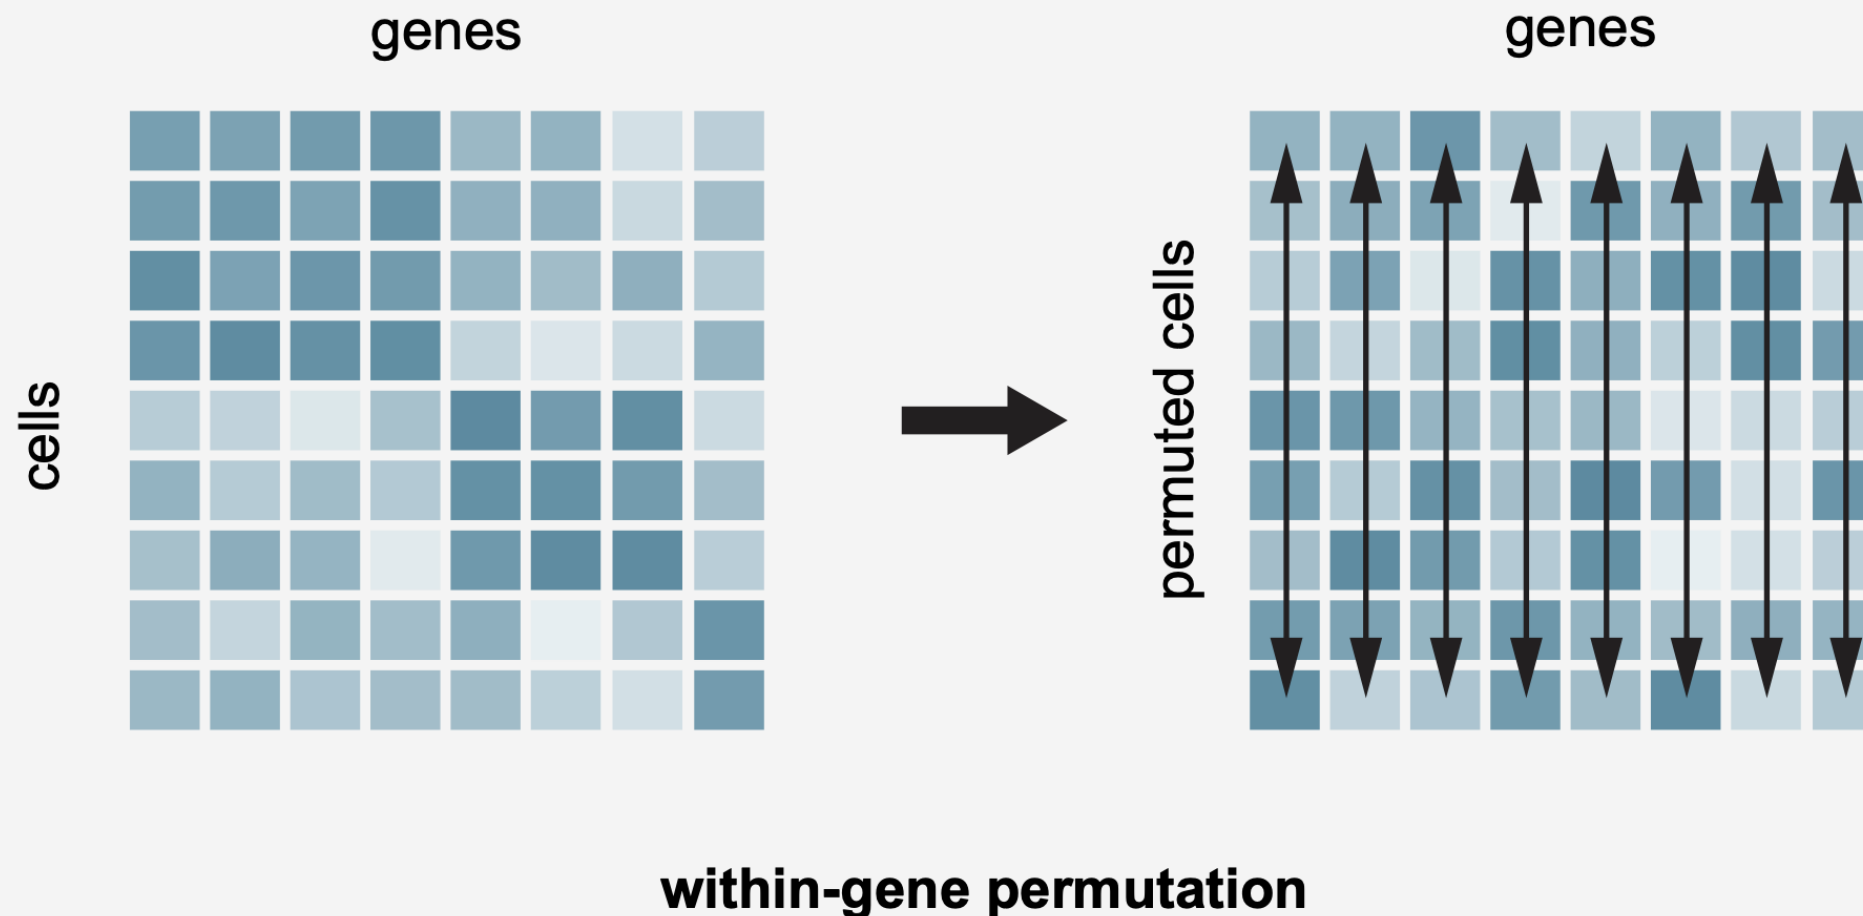 genes
genes
cells
permuted cells
within-gene permutation